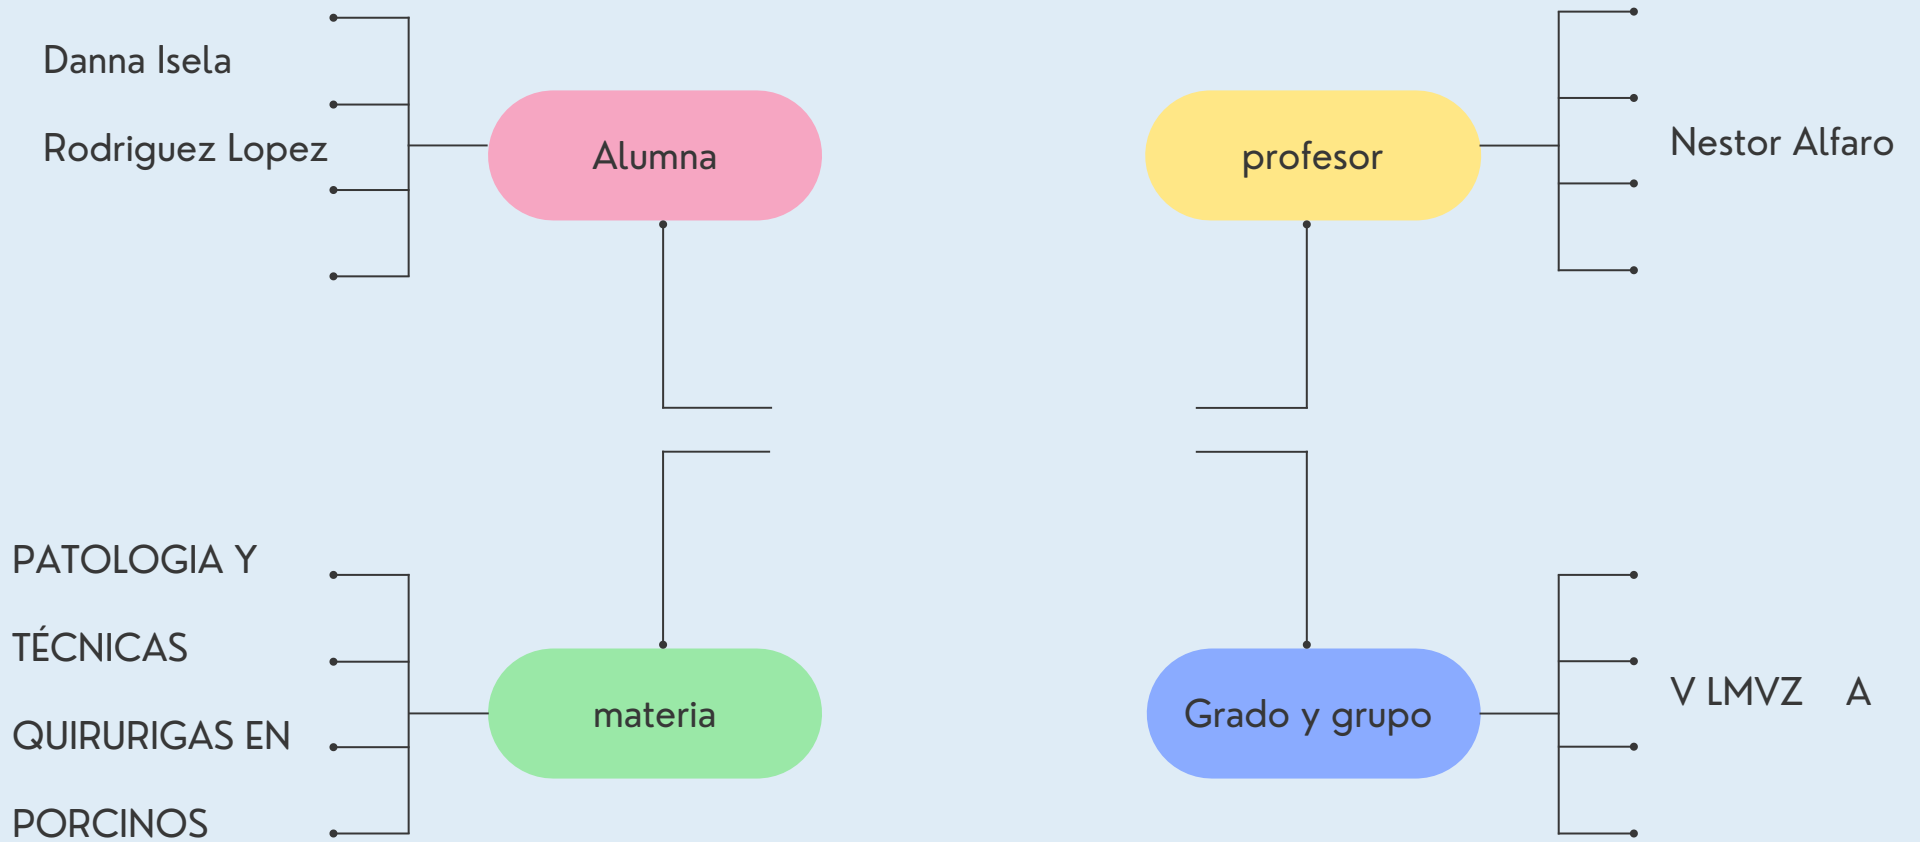 Danna Isela
Rodriguez Lopez
Alumna
profesor
Nestor Alfaro
PATOLOGIA Y
TÉCNICAS
QUIRURIGAS EN
PORCINOS
materia
Grado y grupo
V LMVZ A